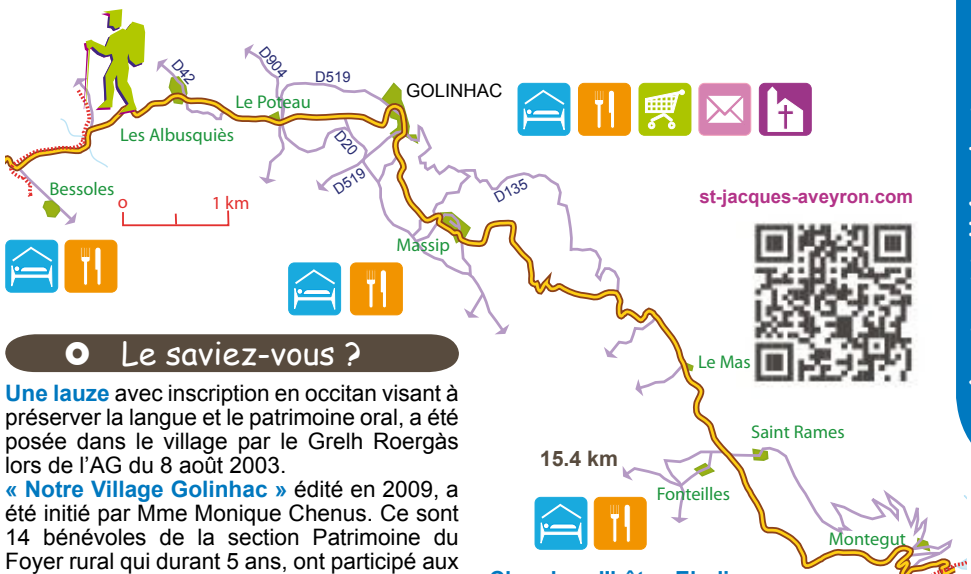 D42
D904
D519
GOLINHAC
Le Poteau
Les Albusquiès
D20
D519
D135
Bessoles
0 1 km
Massip
st-jacques-aveyron.com
Le saviez-vous ?
Une lauze avec inscription en occitan visant à
préserver la langue et le patrimoine oral, a été
posée dans le village par le Grelh Roergàs
lors de l'AG du 8 août 2003.
« Notre Village Golinhac » édité en 2009, a
été initié par Mme Monique Chenus. Ce sont
14 bénévoles de la section Patrimoine du
Foyer rural qui durant 5 ans, ont participé aux
Le Mas
Saint Rames
15.4 km
Fonteilles
Montegut